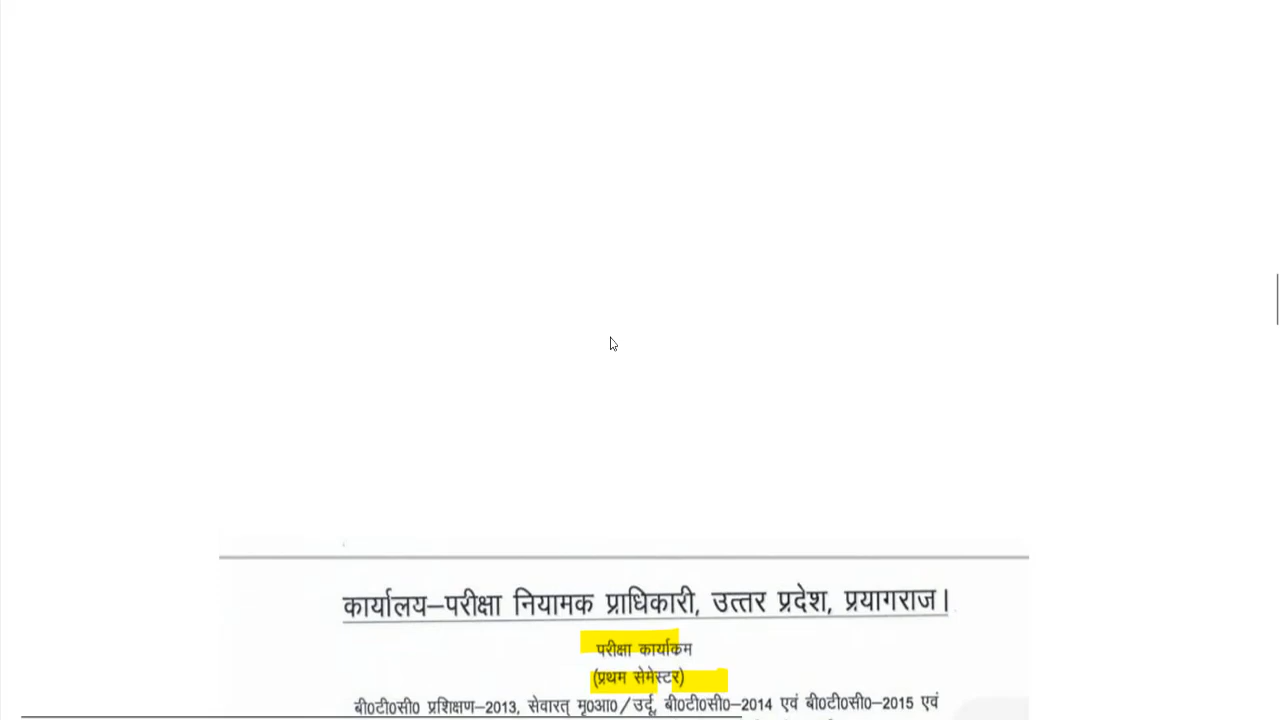 कार्यालय–परीक्षा नियामक प्राधिकारी, उत्तर प्रदेश, प्रयागराज।
परीक्षा कार्याक्रम
(प्रथम सेमेस्टर)
बी0टी0सी0 प्रशिक्षण–2013, सेवारत् मृ0आ0/उर्दू, बी0टी0सी0–2014 एवं बी0टी0सी0–2015 एवं